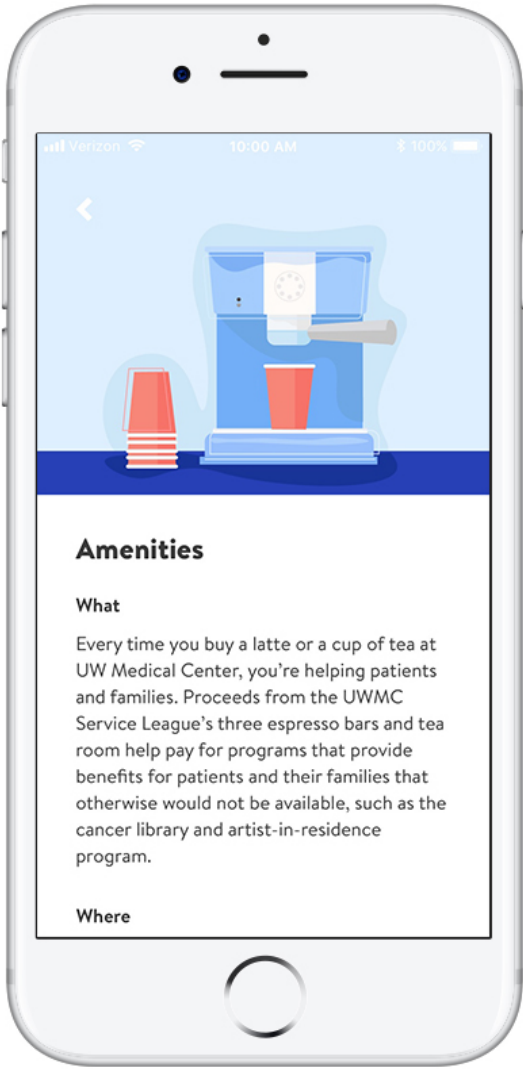 Verizon 10:00 AM 100%
Amenities
What
Every time you buy a latte or a cup of tea at
UW Medical Center, you’re helping patients
and families. Proceeds from the UWMC
Service League’s three espresso bars and tea
room help pay for programs that provide
benefits for patients and their families that
otherwise would not be available, such as the
cancer library and artist-in-residence
program.
Where